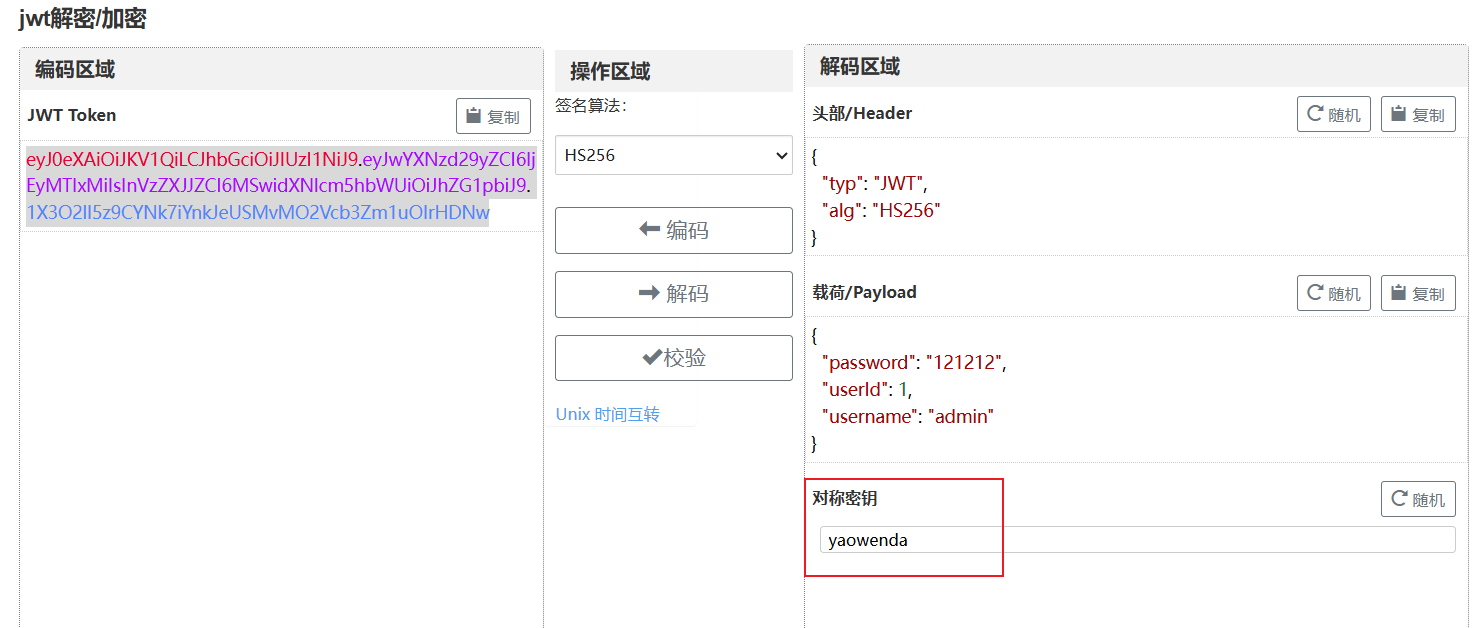 jwt解密/加密
编码区域
JWT Token
复制
eyJ0eXAiOiJKV1QiLCJhbGciOiJIUzI1NiJ9.eyJwYXNzd29yZCI6Ij
EyMTIxMiIsInVzZXJJZCI6MSwidXNlcm5hbWUiOiJhZG1pbiJ9.
1X3O2lI5z9CYNk7iYnkJeUSMvMO2Vcb3Zm1uOIrHDNw
操作区域
签名算法：
HS256
编码
解码
校验
Unix 时间互转
解码区域
头部/Header
随机
复制
{
"typ": "JWT",
"alg": "HS256"
}
载荷/Payload
随机
复制
{
"password": "121212",
"userId": 1,
"username": "admin"
}
对称密钥
随机
yaowenda